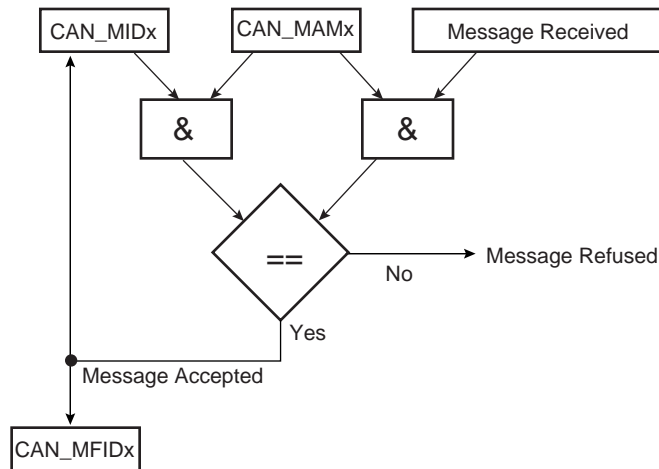 CAN_MIDx
CAN_MAMx
Message Received
&
&
==
No
Message Refused
Yes
Message Accepted
CAN_MFIDx